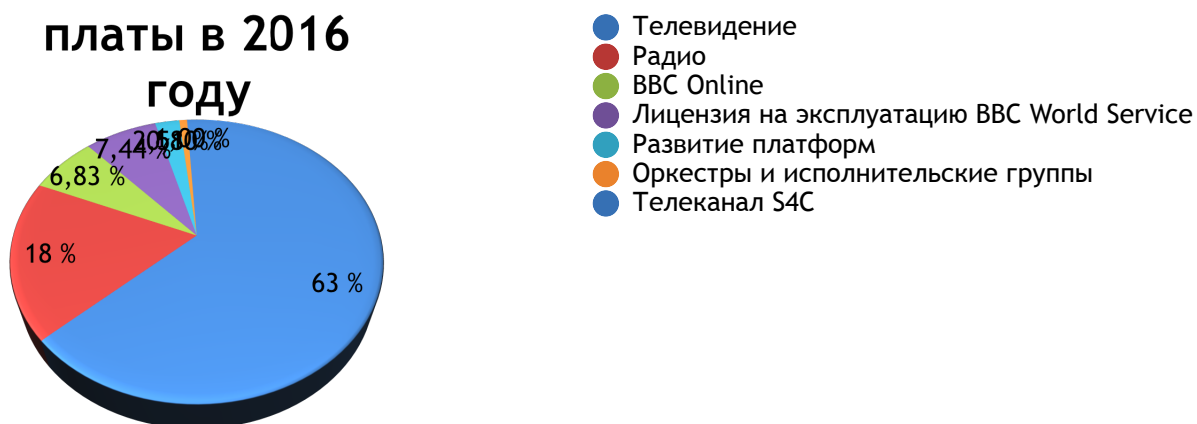 платы в 2016
году
Телевидение
Радио
BBC Online
Лицензия на эксплуатацию BBC World Service
Развитие платформ
Оркестры и исполнительские группы
Телеканал S4C
7,44 %
6,83 %
18 %
63 %